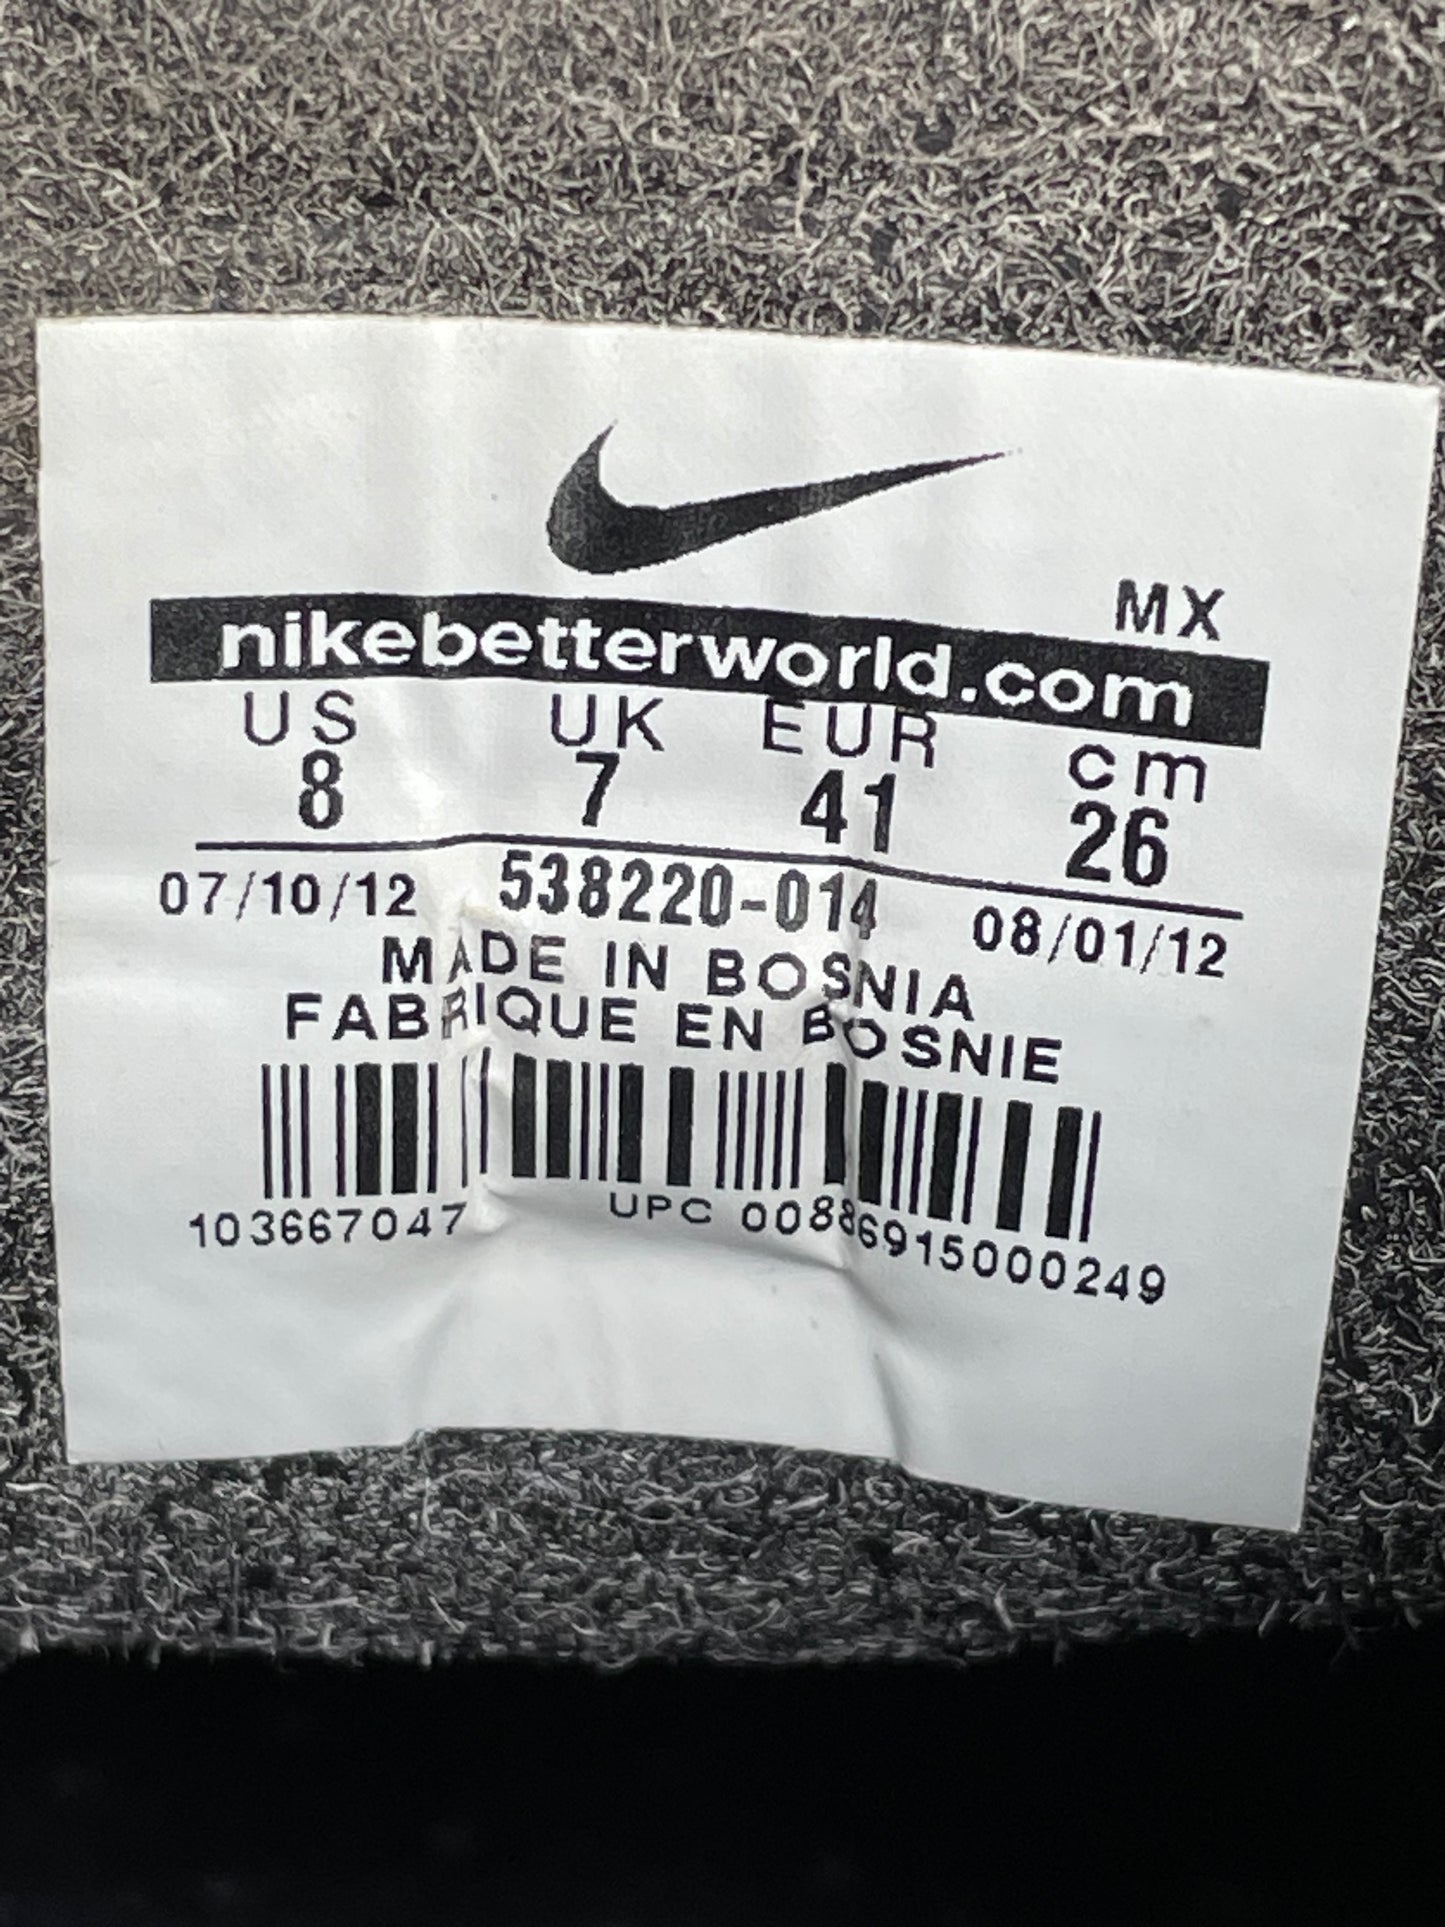 MX
nikebetterworld.com
US UK EUR cm
8 7 41 26
07/10/12 538220-014 08/01/12
MADE IN BOSNIA
FABRIQUE EN BOSNIE
103667047 UPC 00886915000249